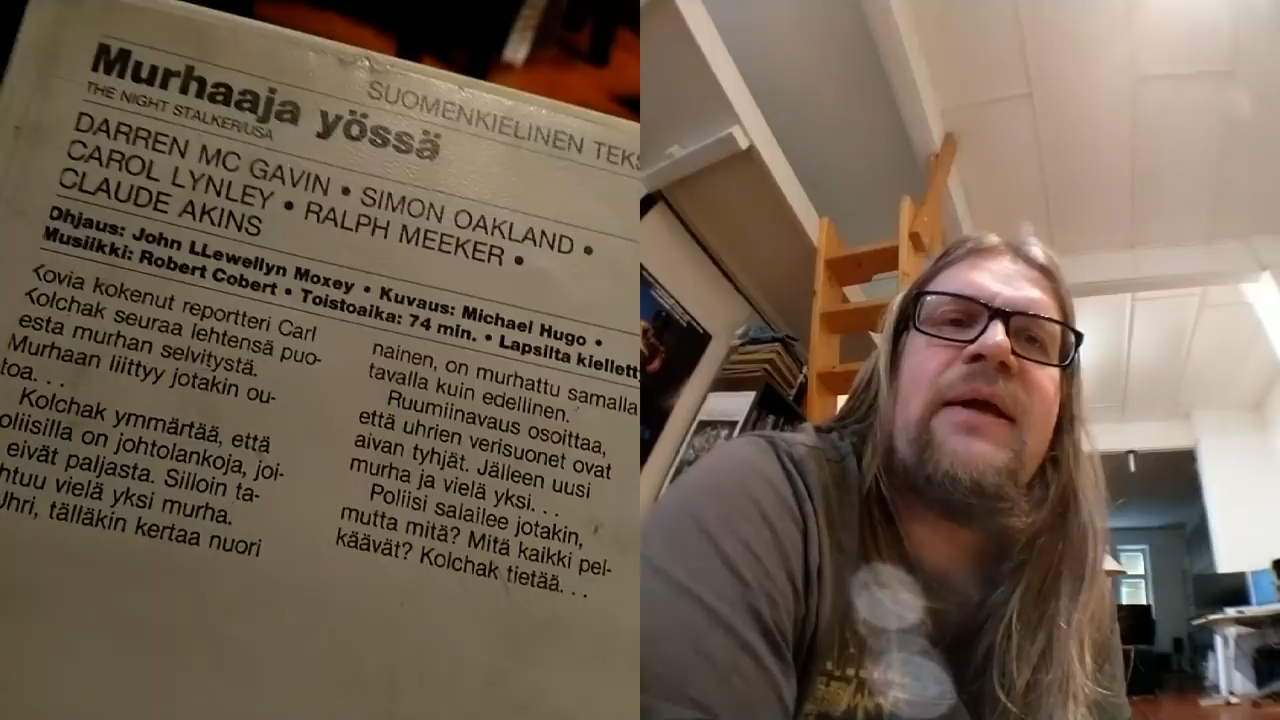 Murhaaja yössä
SUOMENKIELINEN TEKS
THE NIGHT STALKER/USA
DARREN MC GAVIN • SIMON OAKLAND •
CAROL LYNLEY • RALPH MEEKER •
CLAUDE AKINS
Ohjaus: John LLewellyn Moxey • Kuvaus: Michael Hugo •
Musiikki: Robert Cobert • Toistoaika: 74 min. • Lapsilta kiellett
Kovia kokenut reportteri Carl
Kolchak seuraa lehtensä puo-
esta murhan selvitystä.
Murhaan liittyy jotakin ou-
toa. . .
Kolchak ymmärtää, että
oliisilla on johtolankoja, joi-
eivät paljasta. Silloin ta-
htuu vielä yksi murha.
Uhri, tälläkin kertaa nuori
nainen, on murhattu samalla
tavalla kuin edellinen.
Ruumiinavaus osoittaa,
että uhrien verisuonet ovat
aivan tyhjät. Jälleen uusi
murha ja vielä yksi. . .
Poliisi salailee jotakin,
mutta mitä? Mitä kaikki pel-
käävät? Kolchak tietää. . .